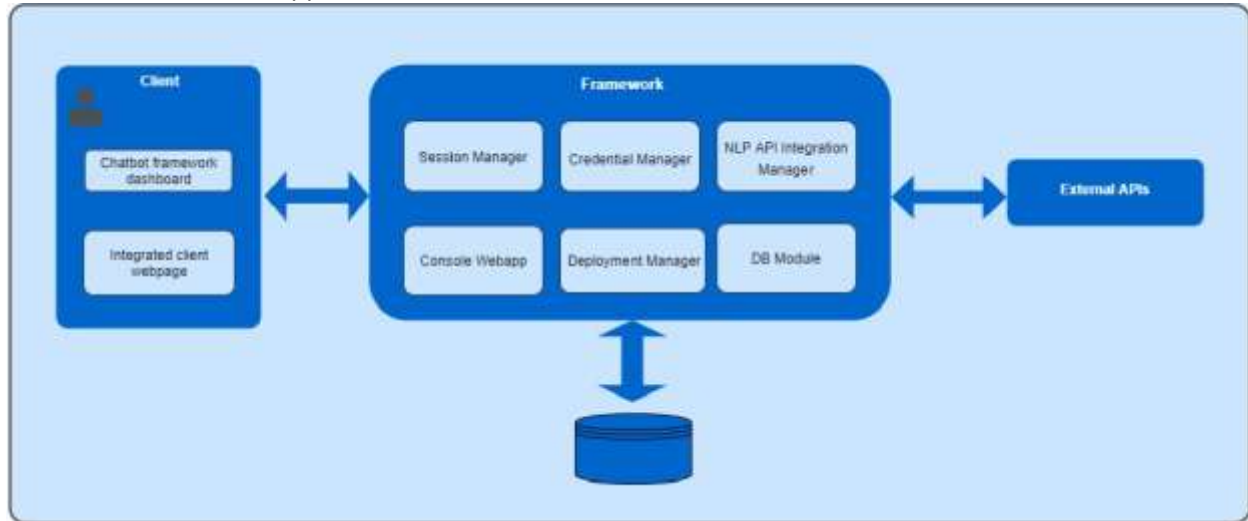 Client
Chatbot framework
dashboard
Integrated client
webpage
Framework
Session Manager
Credential Manager
NLP API Integration
Manager
Console Webapp
Deployment Manager
DB Module
External APIs